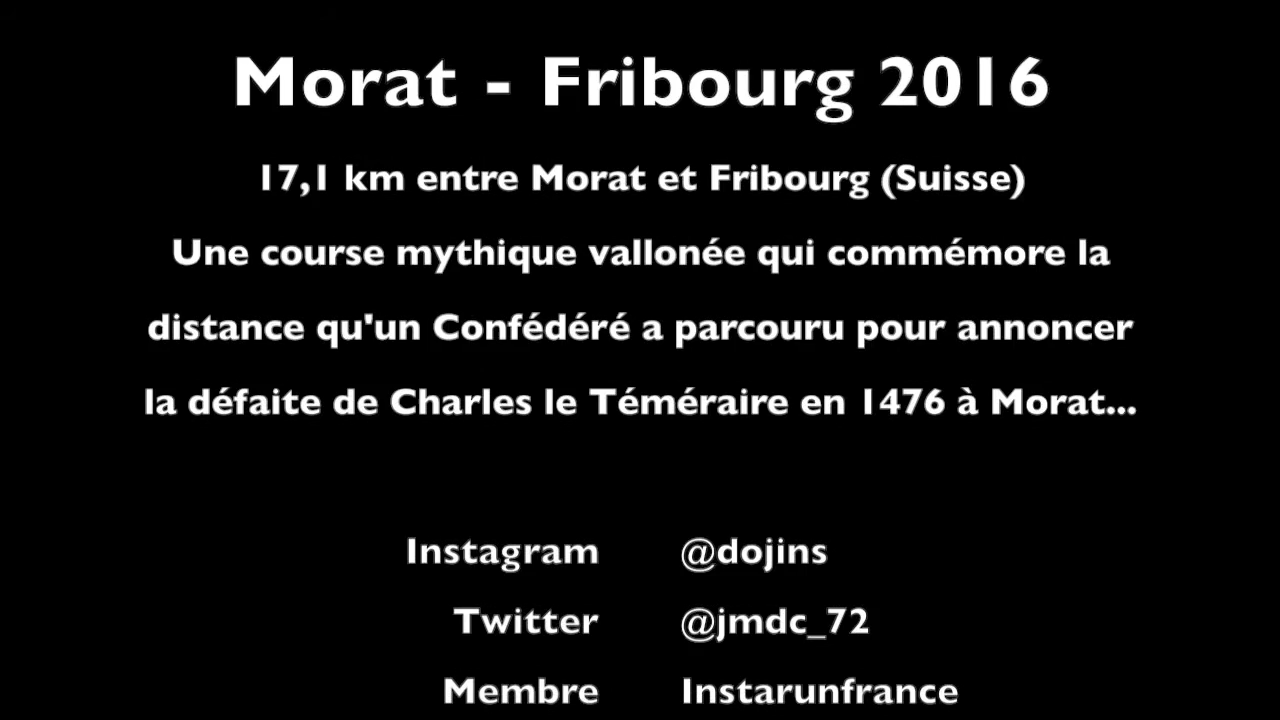 Morat - Fribourg 2016
17,1 km entre Morat et Fribourg (Suisse)
Une course mythique vallonée qui commémore la
distance qu'un Confédéré a parcouru pour annoncer
la défaite de Charles le Téméraire en 1476 à Morat...
Instagram @dojins
Twitter @jmdc_72
Membre Instarunfrance